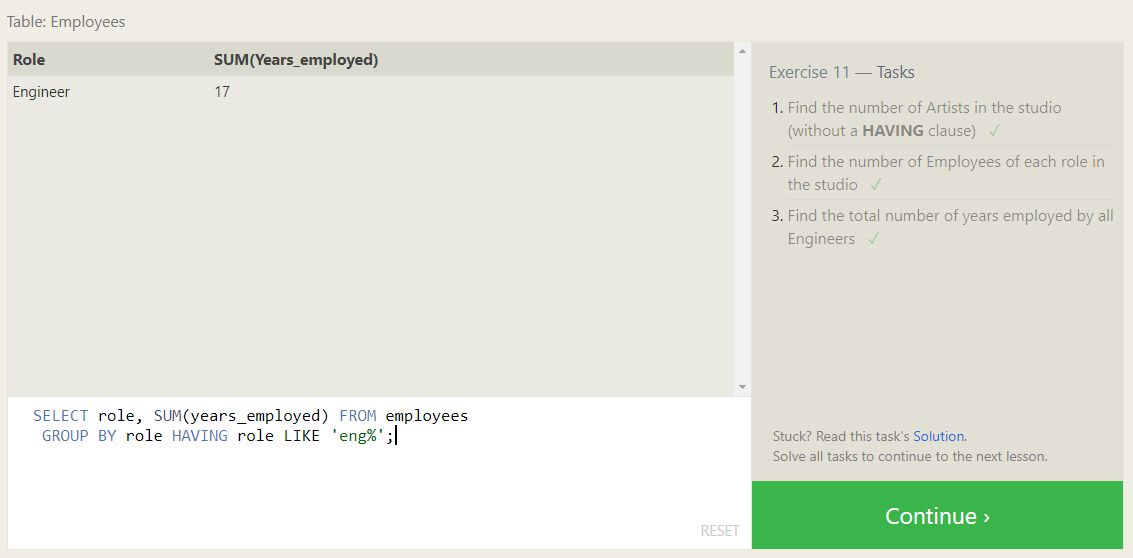 Table: Employees
Role SUM(Years_employed)
Engineer 17
SELECT role, SUM(years_employed) FROM employees
GROUP BY role HAVING role LIKE 'eng%';
RESET
Exercise 11 — Tasks
1. Find the number of Artists in the studio
(without a HAVING clause) ✓
2. Find the number of Employees of each role in
the studio ✓
3. Find the total number of years employed by all
Engineers ✓
Stuck? Read this task's Solution.
Solve all tasks to continue to the next lesson.
Continue ›